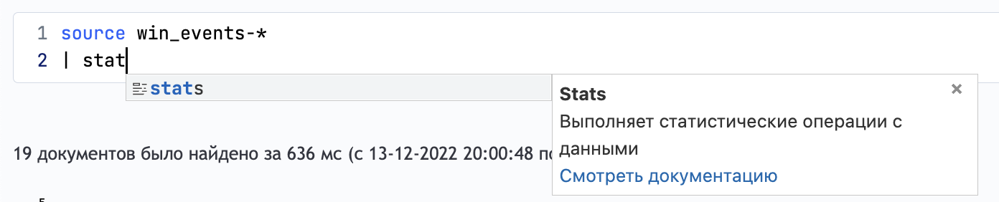 1 source win_events-*
2 | stat
stats
Stats
×
Выполняет статистические операции с
данными
Смотреть документацию
19 документов было найдено за 636 мс (с 13-12-2022 20:00:48